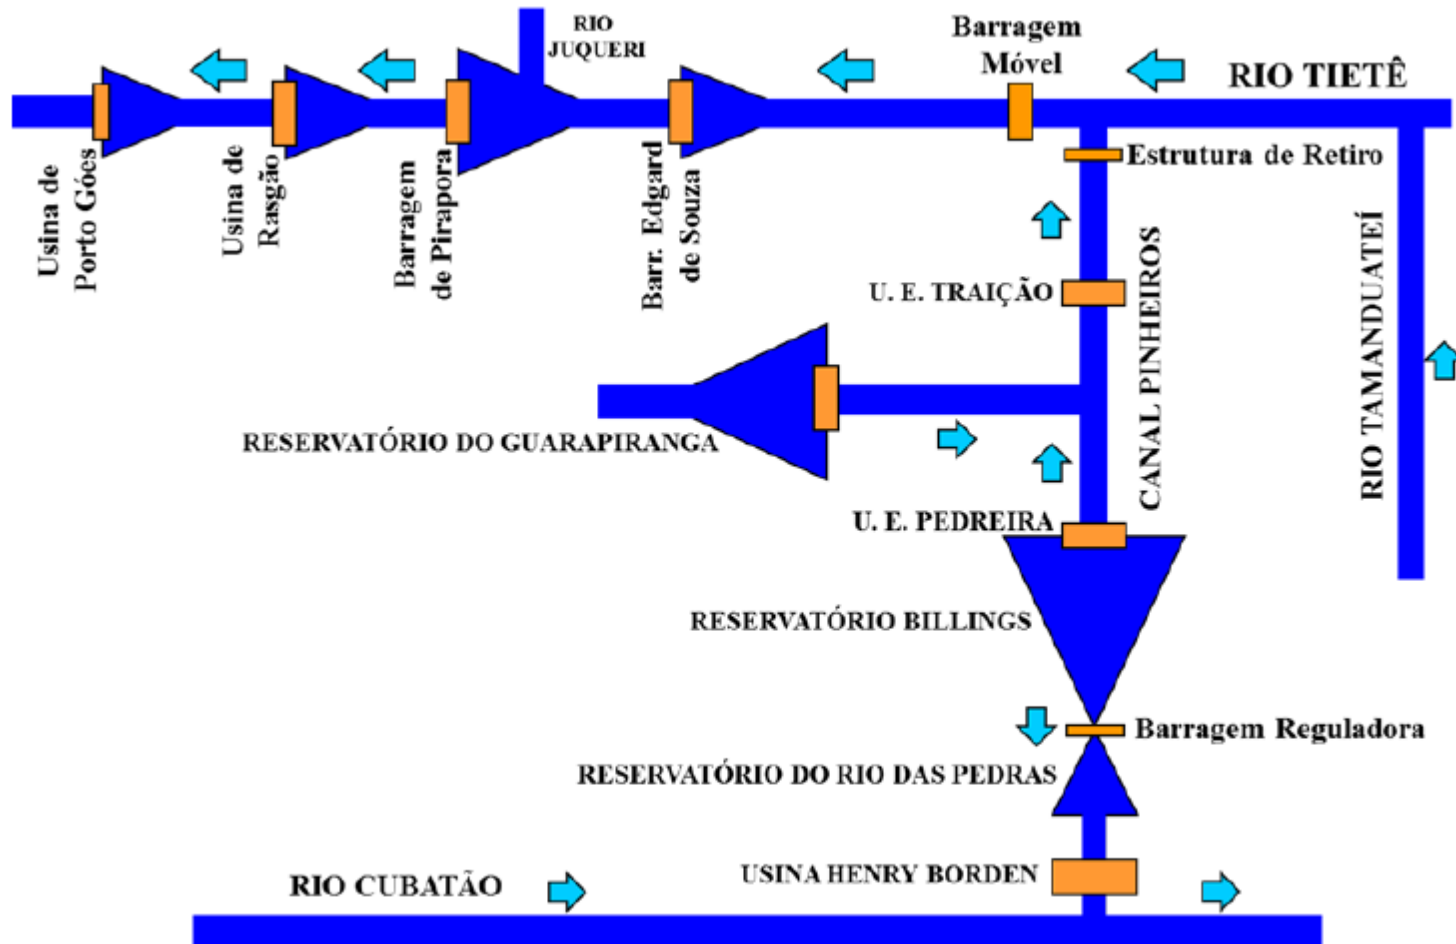 RIO
JUQUERI
Barragem
Móvel
RIO TIETÊ
Estrutura de Retiro
Usina de
Porto Góes
Usina de
Rasgão
Barragem
de Pirapora
Barr. Edgard
de Souza
U. E. TRAIÇÃO
CANAL PINHEIROS
RIO TAMANDUATEÍ
RESERVATÓRIO DO GUARAPIRANGA
U. E. PEDREIRA
RESERVATÓRIO BILLINGS
Barragem Reguladora
RESERVATÓRIO DO RIO DAS PEDRAS
USINA HENRY BORDEN
RIO CUBATÃO